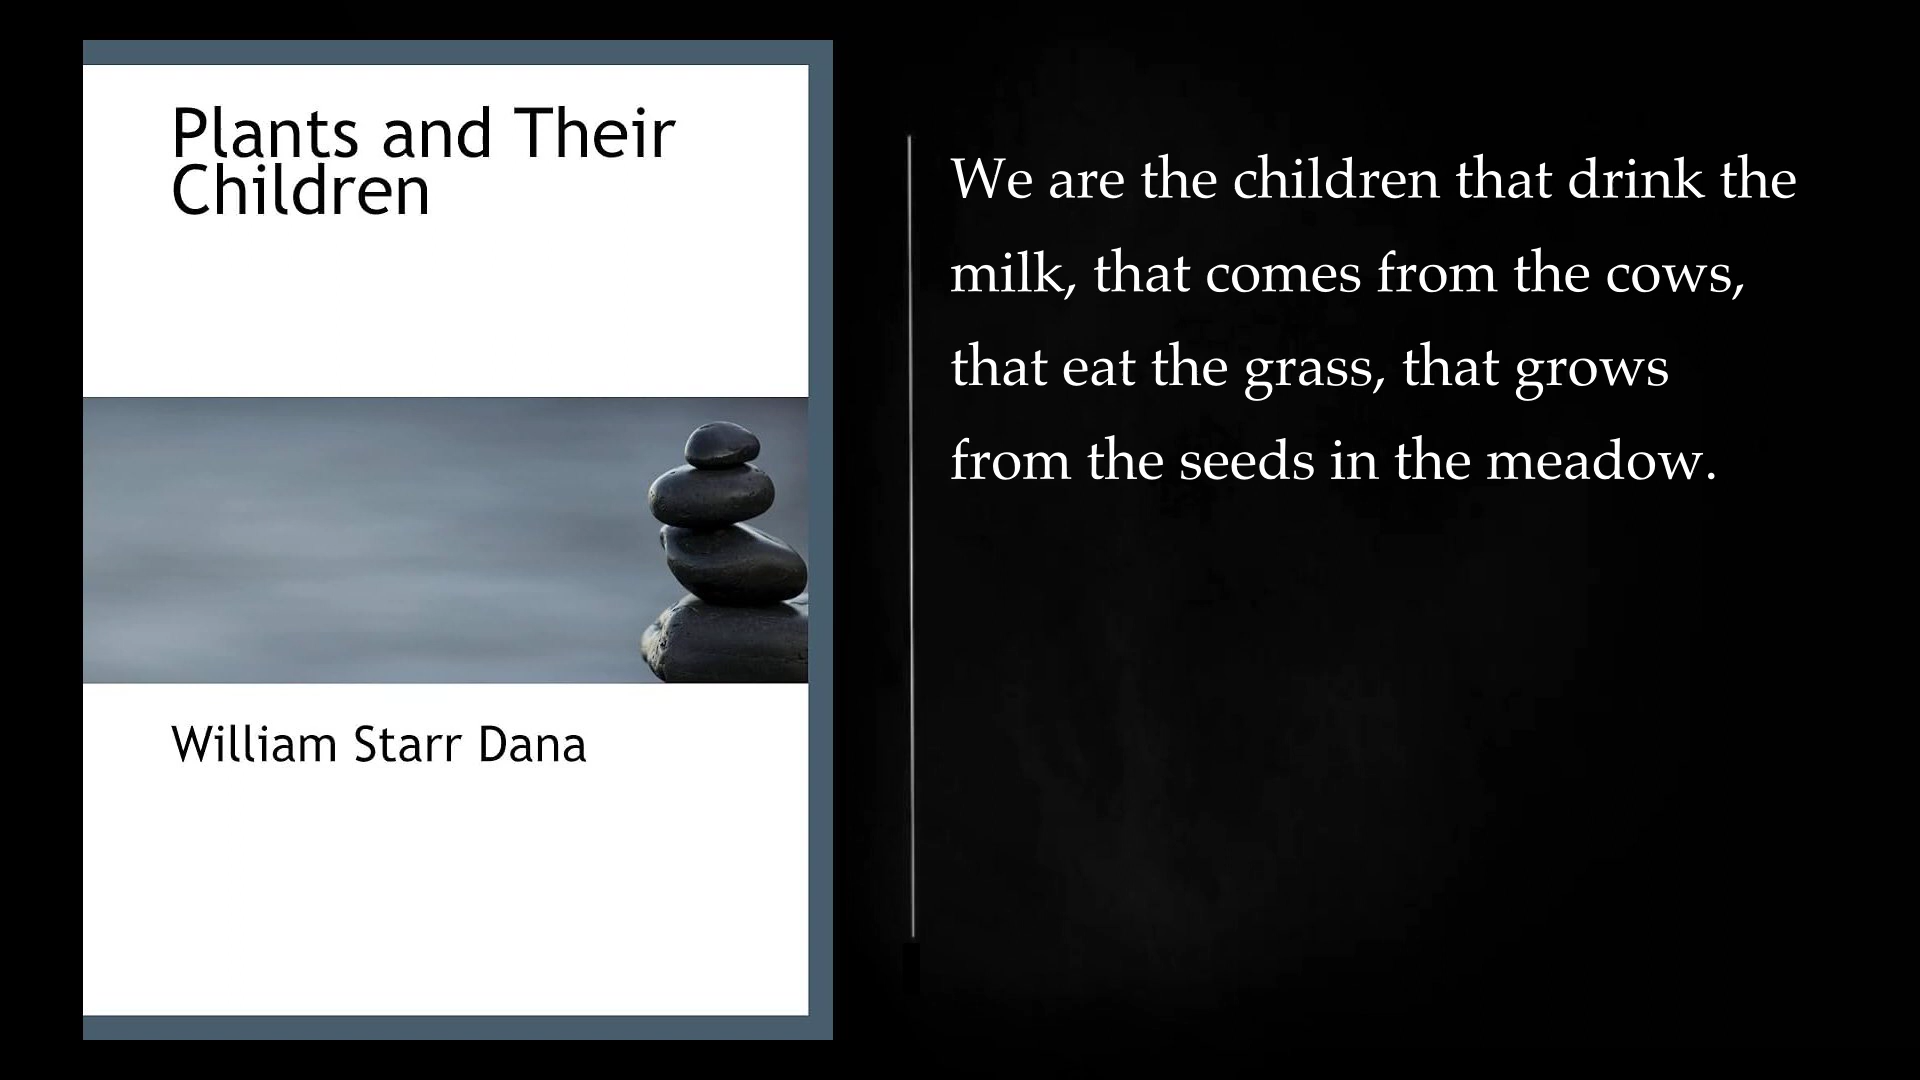 Plants and Their
Children
William Starr Dana
We are the children that drink the
milk, that comes from the cows,
that eat the grass, that grows
from the seeds in the meadow.